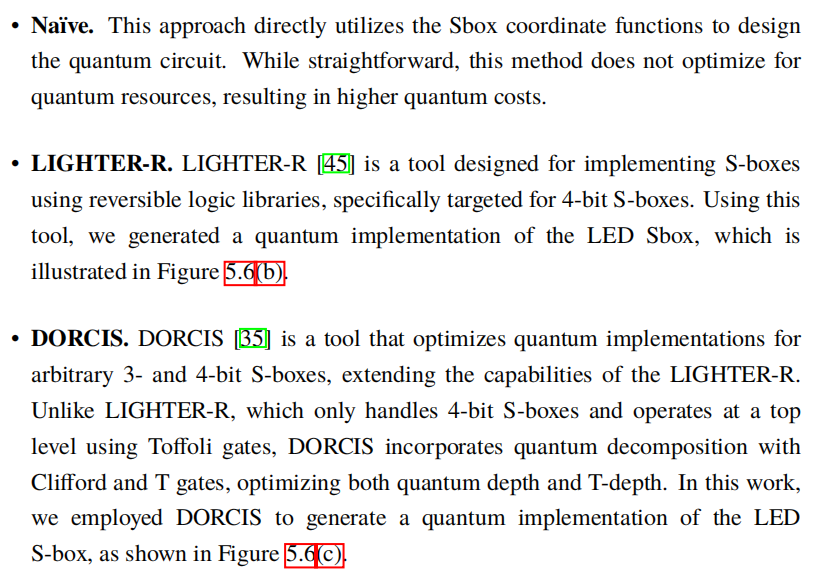 • Naïve. This approach directly utilizes the Sbox coordinate functions to design
the quantum circuit. While straightforward, this method does not optimize for
quantum resources, resulting in higher quantum costs.
• LIGHTER-R. LIGHTER-R [45] is a tool designed for implementing S-boxes
using reversible logic libraries, specifically targeted for 4-bit S-boxes. Using this
tool, we generated a quantum implementation of the LED Sbox, which is
illustrated in Figure 5.6(b).
• DORCIS. DORCIS [35] is a tool that optimizes quantum implementations for
arbitrary 3- and 4-bit S-boxes, extending the capabilities of the LIGHTER-R.
Unlike LIGHTER-R, which only handles 4-bit S-boxes and operates at a top
level using Toffoli gates, DORCIS incorporates quantum decomposition with
Clifford and T gates, optimizing both quantum depth and T-depth. In this work,
we employed DORCIS to generate a quantum implementation of the LED
S-box, as shown in Figure 5.6(c).